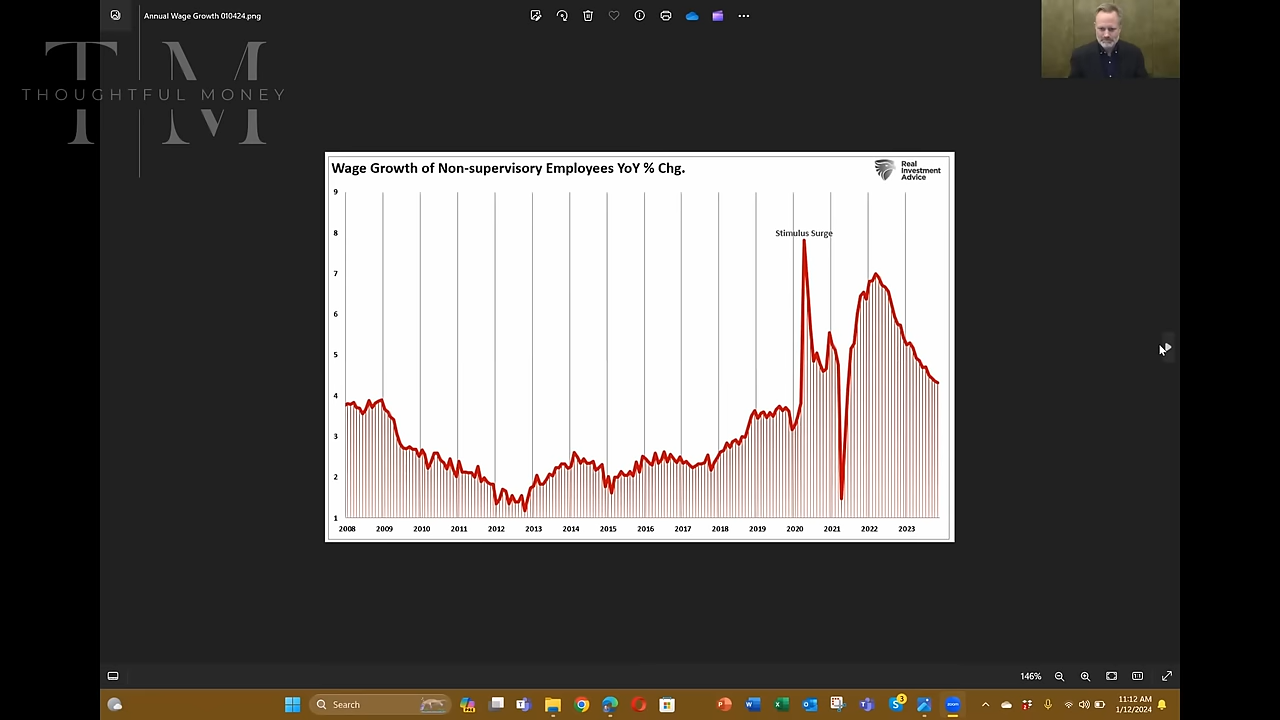 Annual Wage Growth 010424.png
TM
THOUGHTFUL MONEY
Wage Growth of Non-supervisory Employees YoY % Chg.
Real
Investment
Advice
9
8
7
6
5
4
3
2
1
Stimulus Surge
2008 2009 2010 2011 2012 2013 2014 2015 2016 2017 2018 2019 2020 2021 2022 2023
146%
Search
3
11:12 AM
1/12/2024